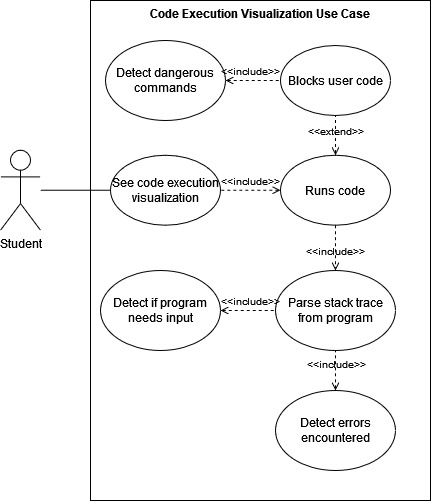 Code Execution Visualization Use Case
Detect dangerous
commands
<<include>>
Blocks user code
<<extend>>
See code execution
visualization
<<include>>
Runs code
Student
<<include>>
Detect if program
needs input
<<include>>
Parse stack trace
from program
<<include>>
Detect errors
encountered